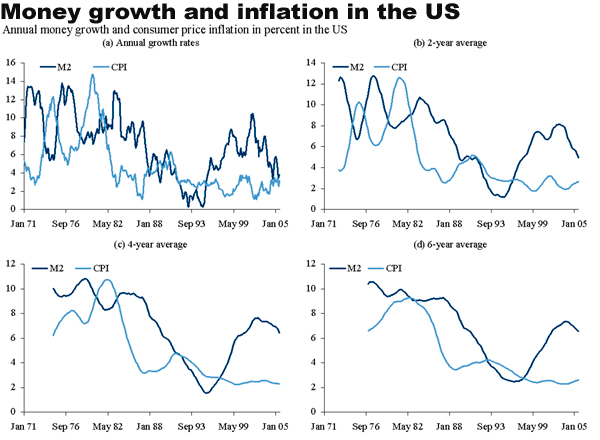 Money growth and inflation in the US
Annual money growth and consumer price inflation in percent in the US
(a) Annual growth rates
M2 CPI
16
14
12
10
8
6
4
2
0
Jan 71 Sep 76 May 82 Jan 88 Sep 93 May 99 Jan 05
(b) 2-year average
M2 CPI
14
12
10
8
6
4
2
0
Jan 71 Sep 76 May 82 Jan 88 Sep 93 May 99 Jan 05
(c) 4-year average
M2 CPI
12
10
8
6
4
2
0
Jan 71 Sep 76 May 82 Jan 88 Sep 93 May 99 Jan 05
(d) 6-year average
M2 CPI
12
10
8
6
4
2
0
Jan 71 Sep 76 May 82 Jan 88 Sep 93 May 99 Jan 05